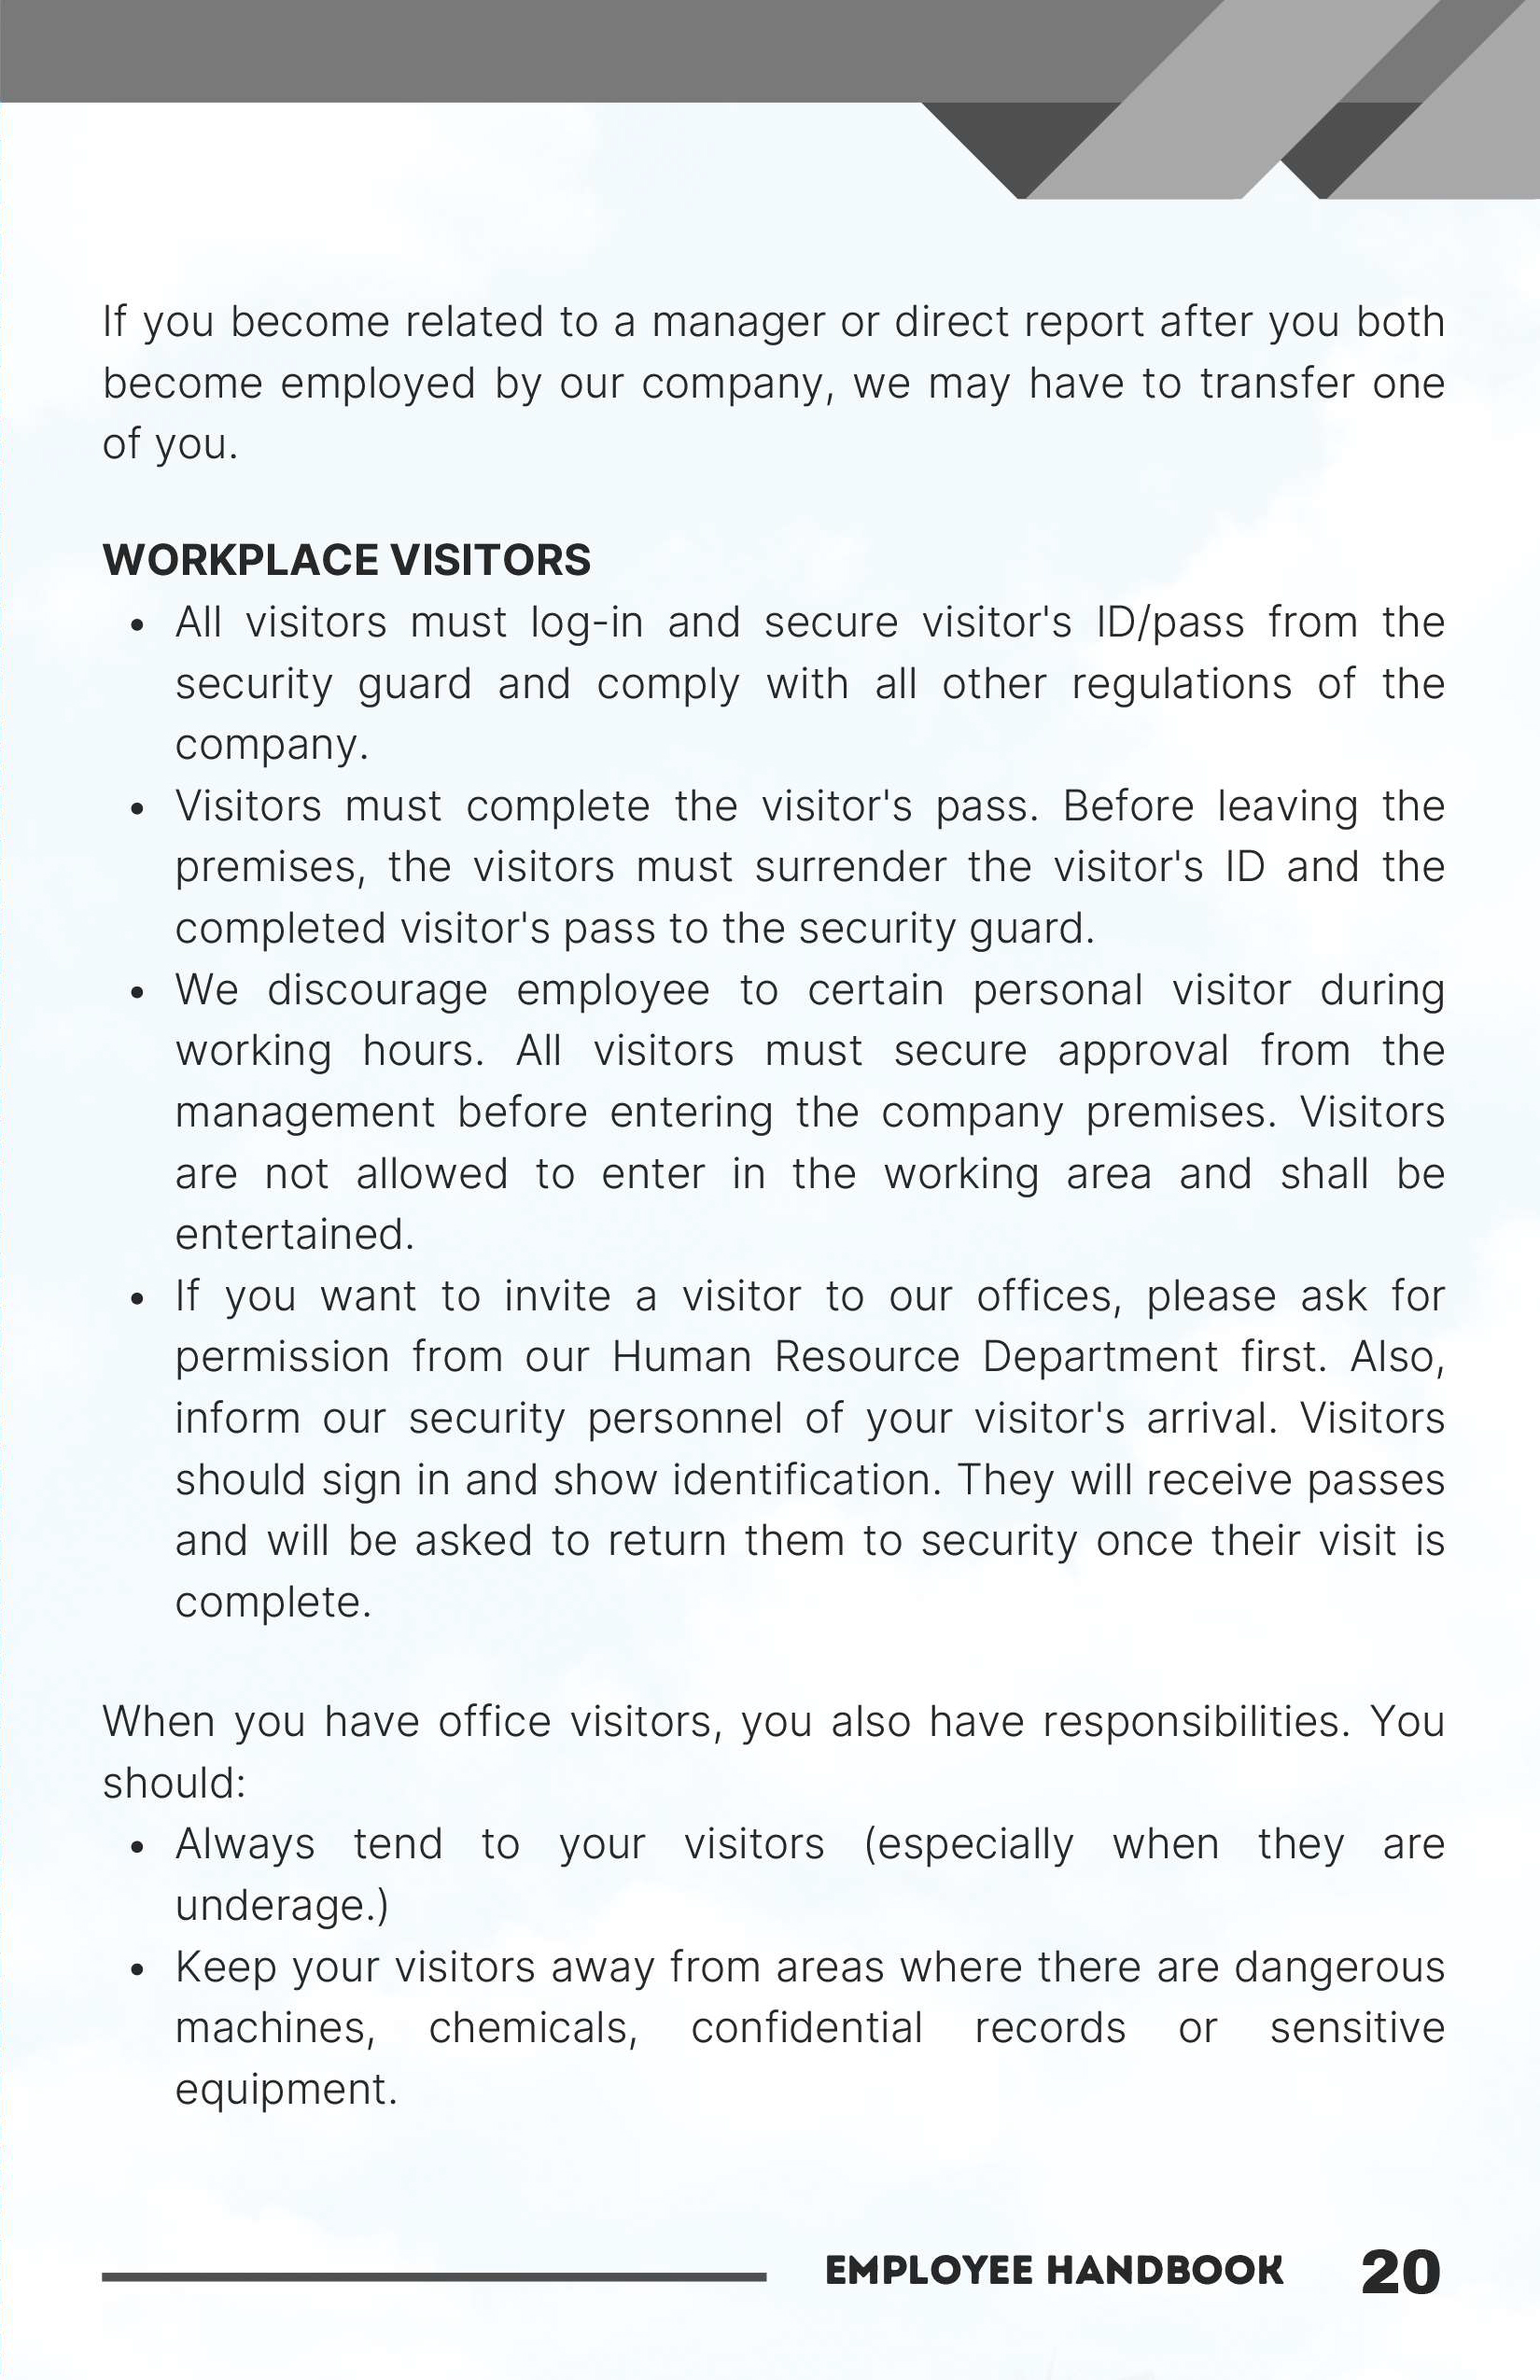 If you become related to a manager or direct report after you both
become employed by our company, we may have to transfer one
of you.
WORKPLACE VISITORS
• All visitors must log-in and secure visitor's ID/pass from the
security guard and comply with all other regulations of the
company.
• Visitors must complete the visitor's pass. Before leaving the
premises, the visitors must surrender the visitor's ID and the
completed visitor's pass to the security guard.
• We discourage employee to certain personal visitor during
working hours. All visitors must secure approval from the
management before entering the company premises. Visitors
are not allowed to enter in the working area and shall be
entertained.
• If you want to invite a visitor to our offices, please ask for
permission from our Human Resource Department first. Also,
inform our security personnel of your visitor's arrival. Visitors
should sign in and show identification. They will receive passes
and will be asked to return them to security once their visit is
complete.
When you have office visitors, you also have responsibilities. You
should:
• Always tend to your visitors (especially when they are
underage.)
• Keep your visitors away from areas where there are dangerous
machines, chemicals, confidential records or sensitive
equipment.
EMPLOYEE HANDBOOK 20